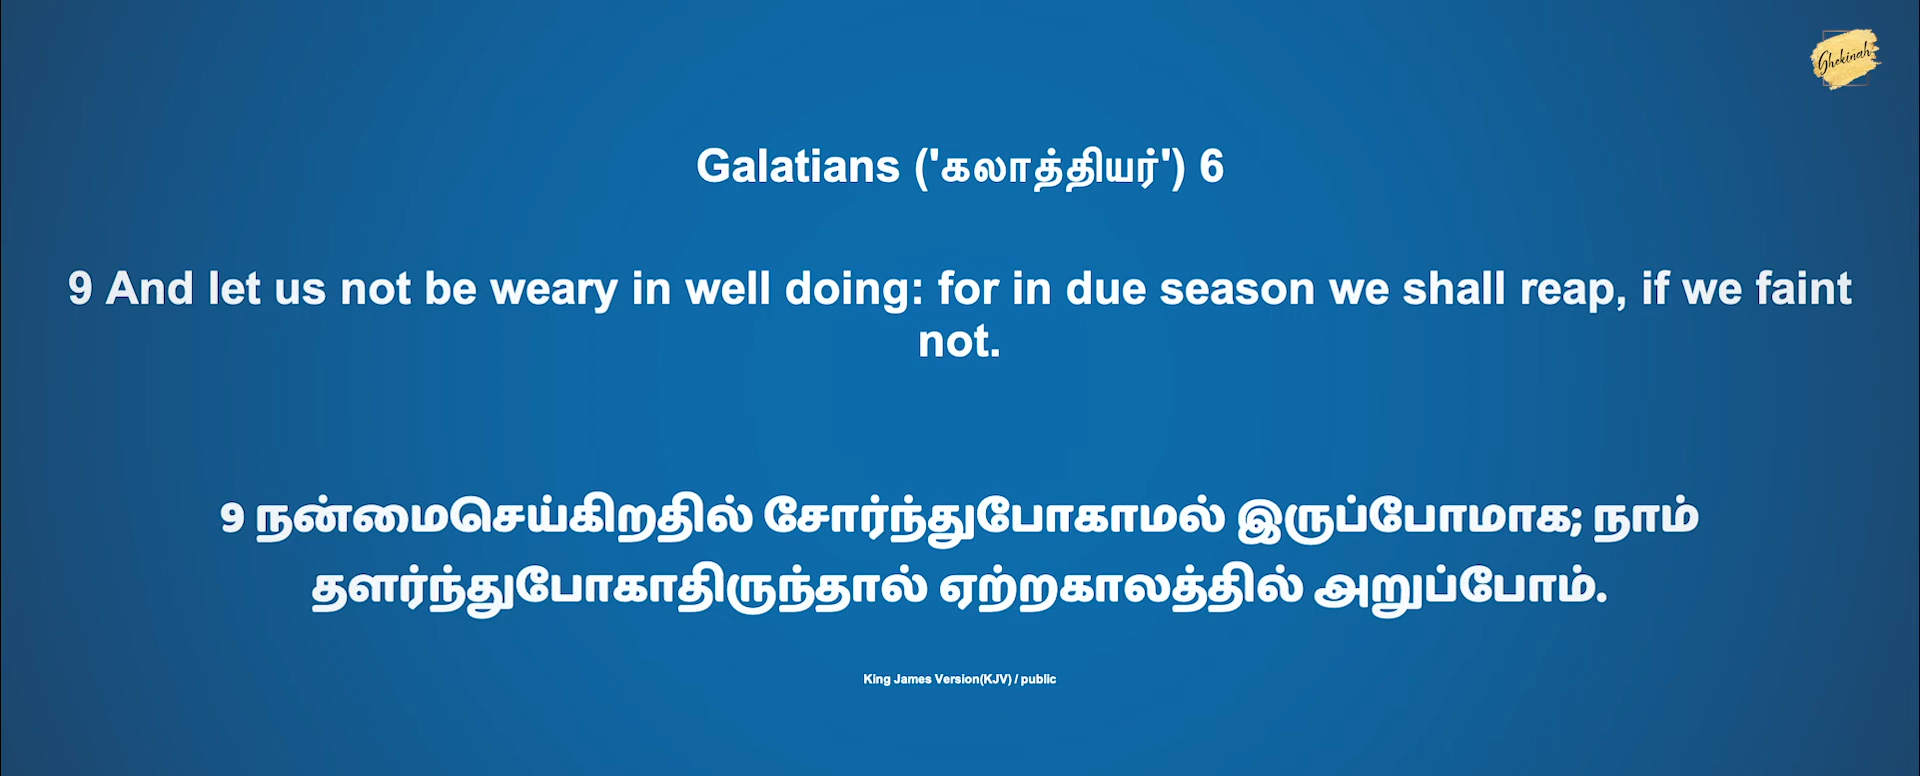 Ghekinah
Galatians ('கலாத்தியர்') 6
9 And let us not be weary in well doing: for in due season we shall reap, if we faint
not.
9 நன்மைசெய்கிறதில் சோர்ந்துபோகாமல் இருப்போமாக; நாம்
தளர்ந்துபோகாதிருந்தால் ஏற்றகாலத்தில் அறுப்போம்.
King James Version(KJV) / public